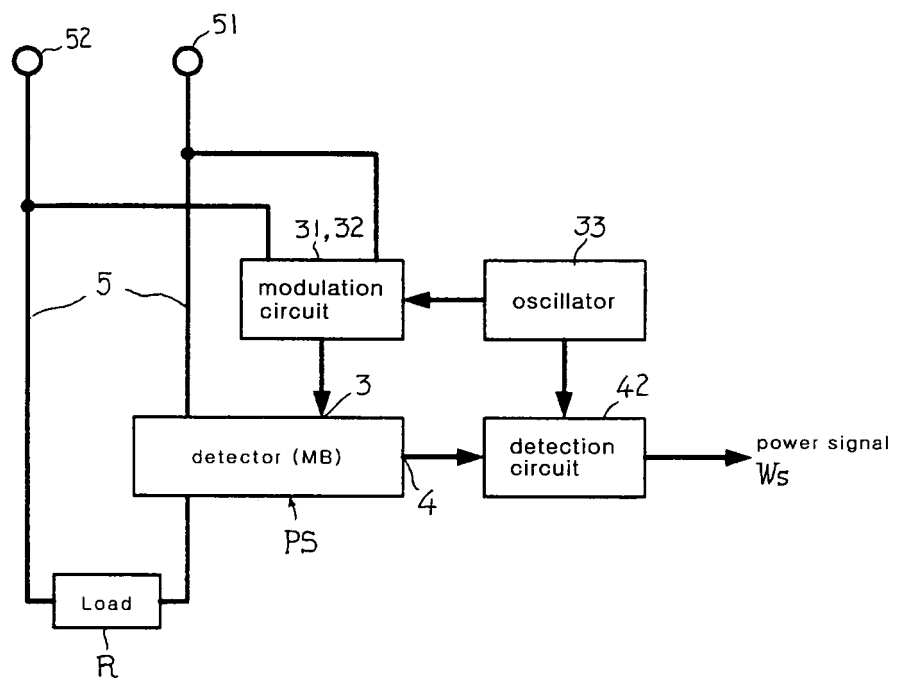 52
51
31,32
33
modulation
circuit
oscillator
5
3
42
detector (MB)
detection
circuit
power signal
Ws
4
PS
Load
R